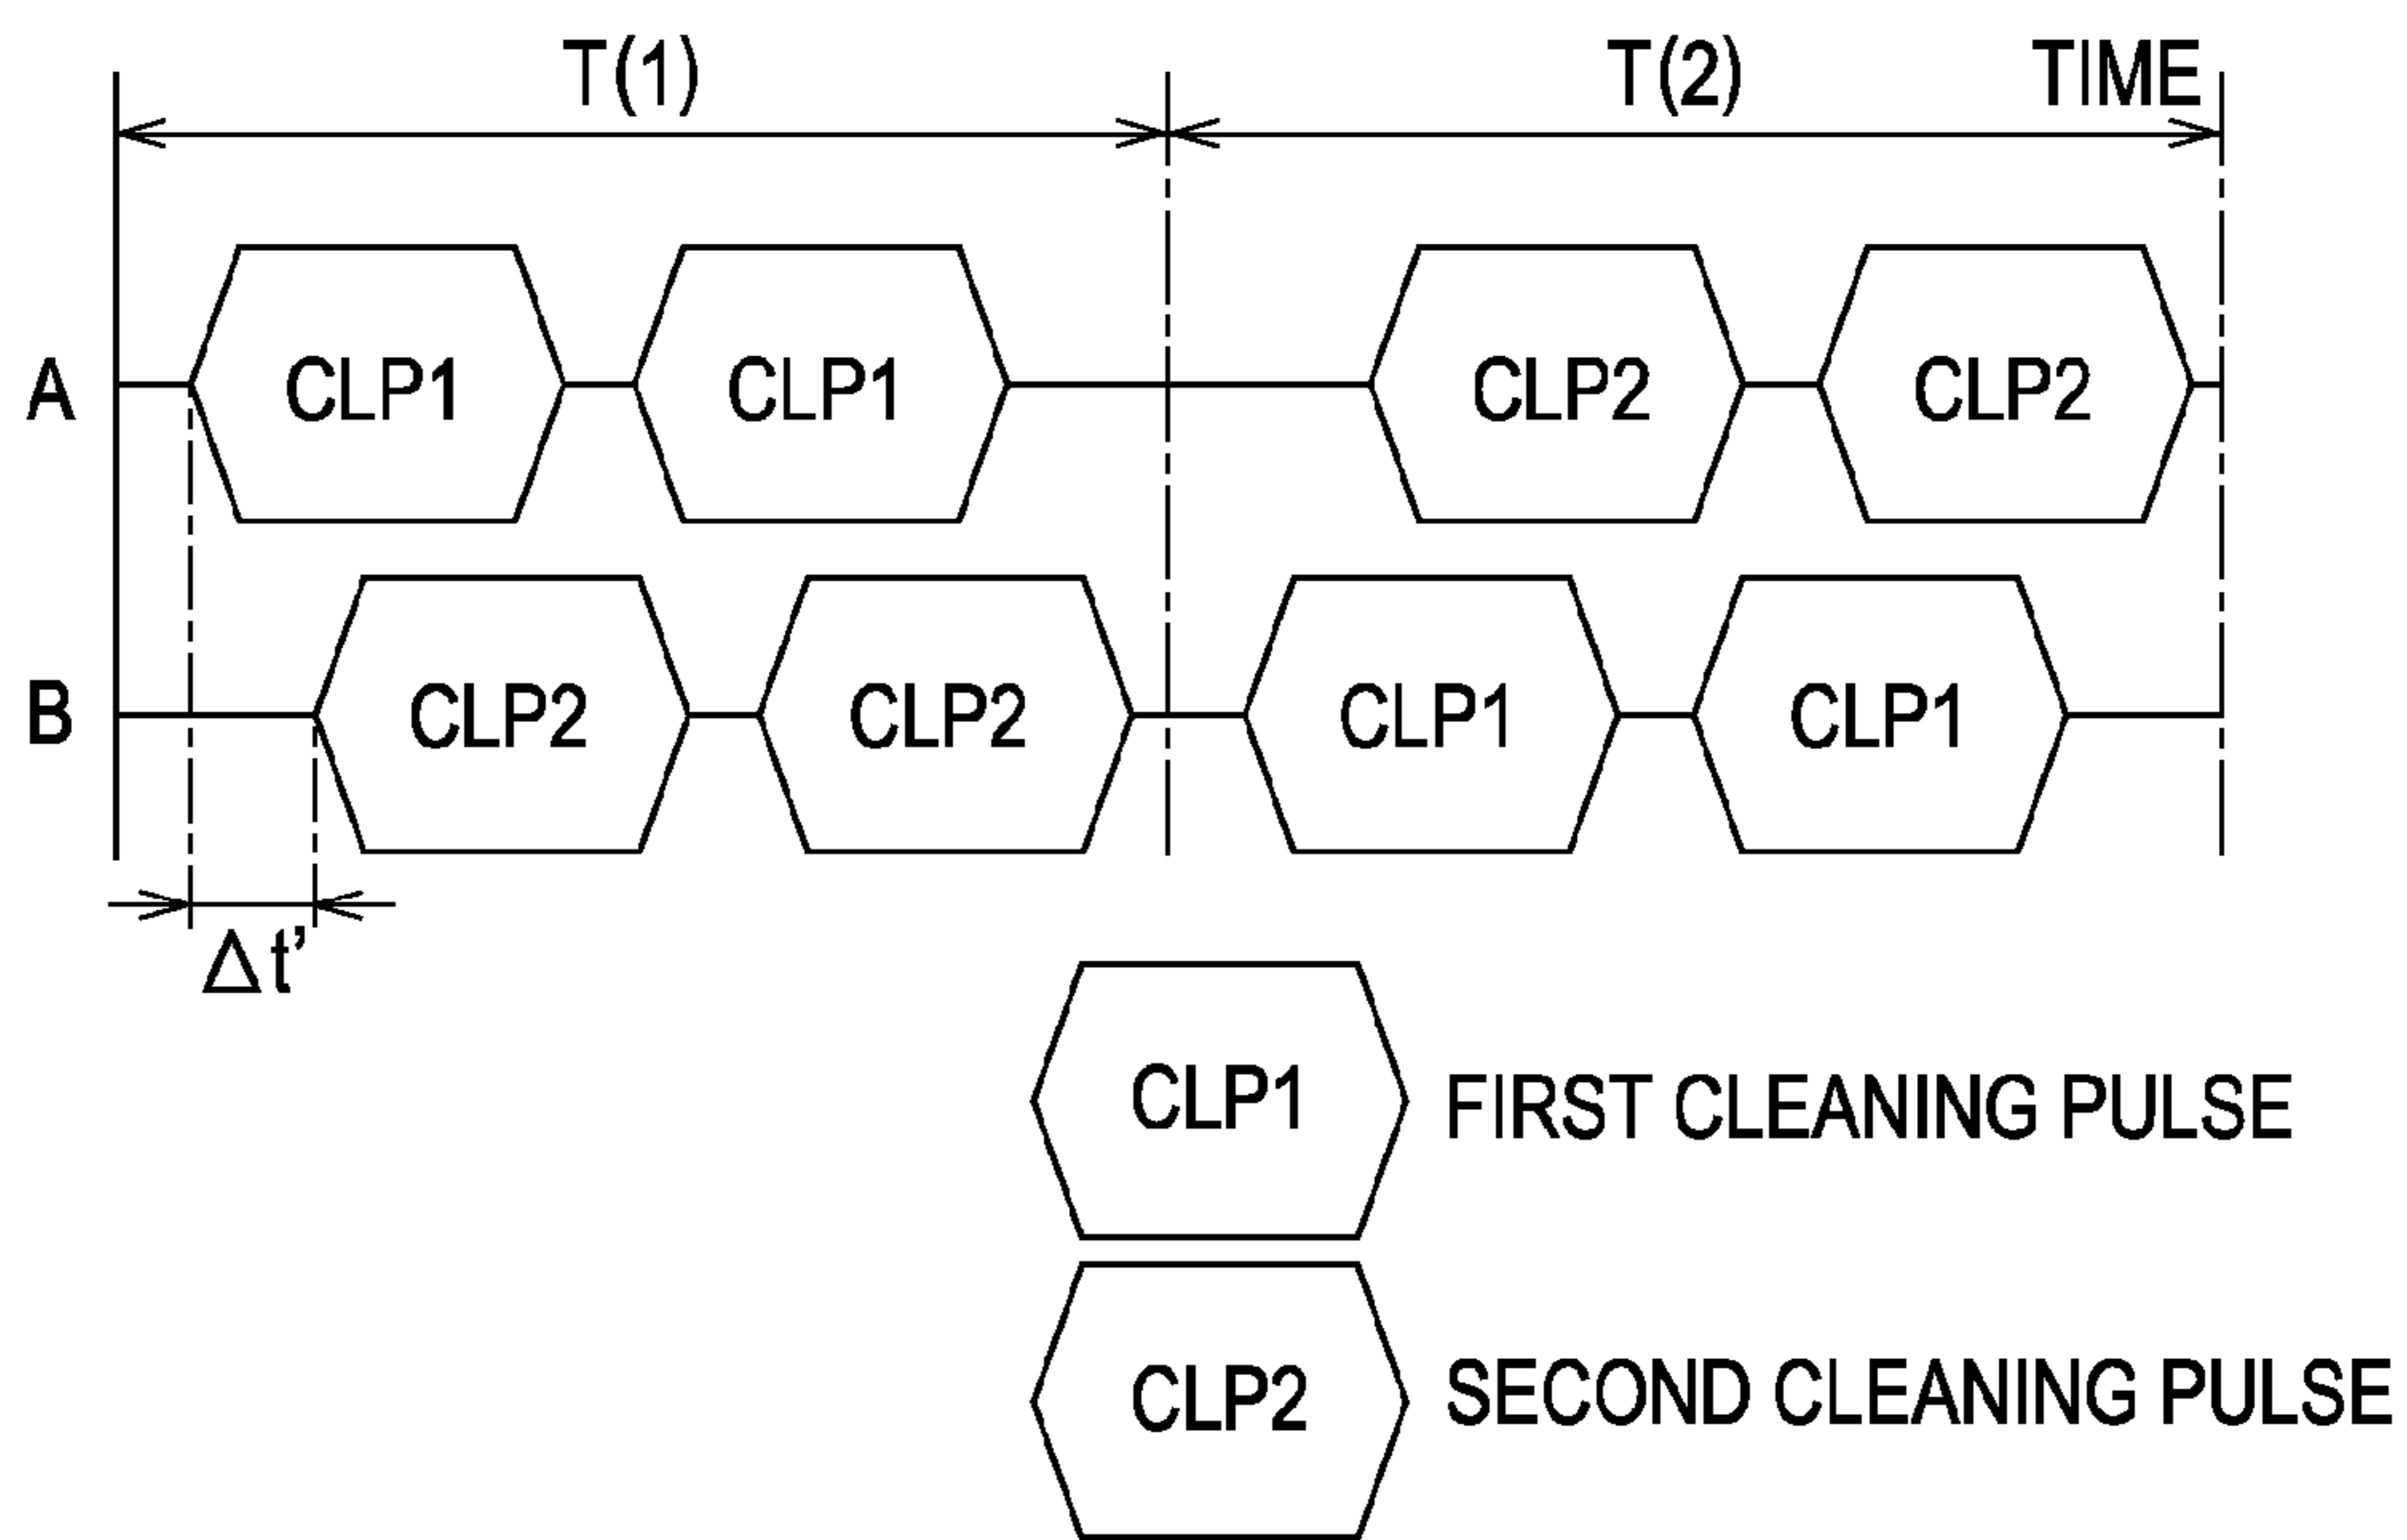 T(1) T(2) TIME
A CLP1 CLP1 CLP2 CLP2
B CLP2 CLP2 CLP1 CLP1
Δt’
CLP1 FIRST CLEANING PULSE
CLP2 SECOND CLEANING PULSE